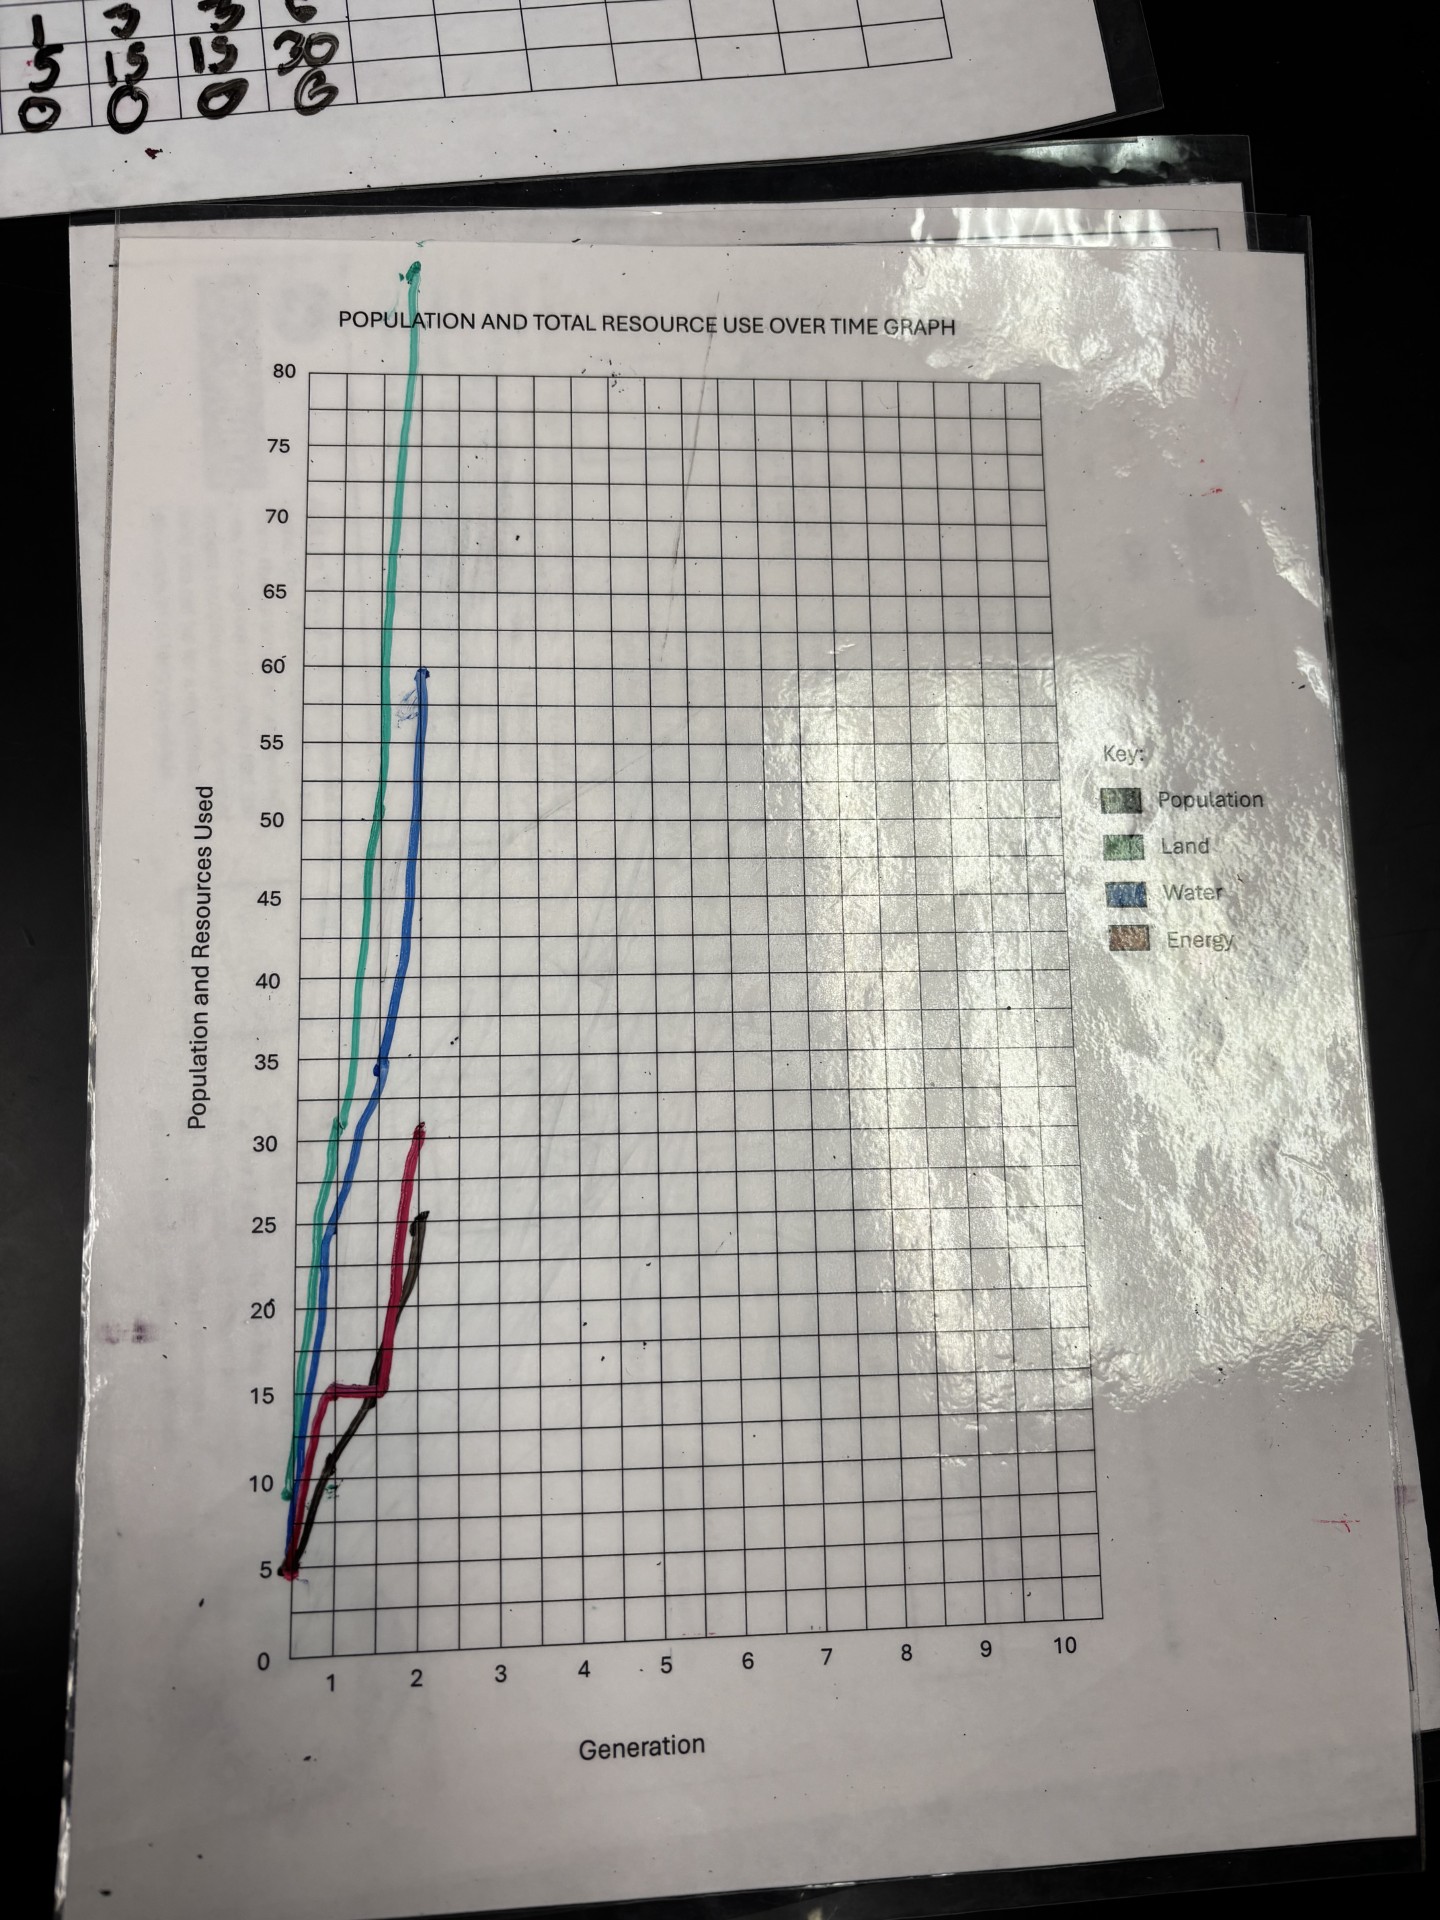 1 3 3 6
5 15 15 30
0 0 0
POPULATION AND TOTAL RESOURCE USE OVER TIME GRAPH
80
75
70
65
60
55
50
45
40
35
30
25
20
15
10
5
0
Population and Resources Used
1 2 3 4 5 6 7 8 9 10
Generation
Key:
Population
Land
Water
Energy